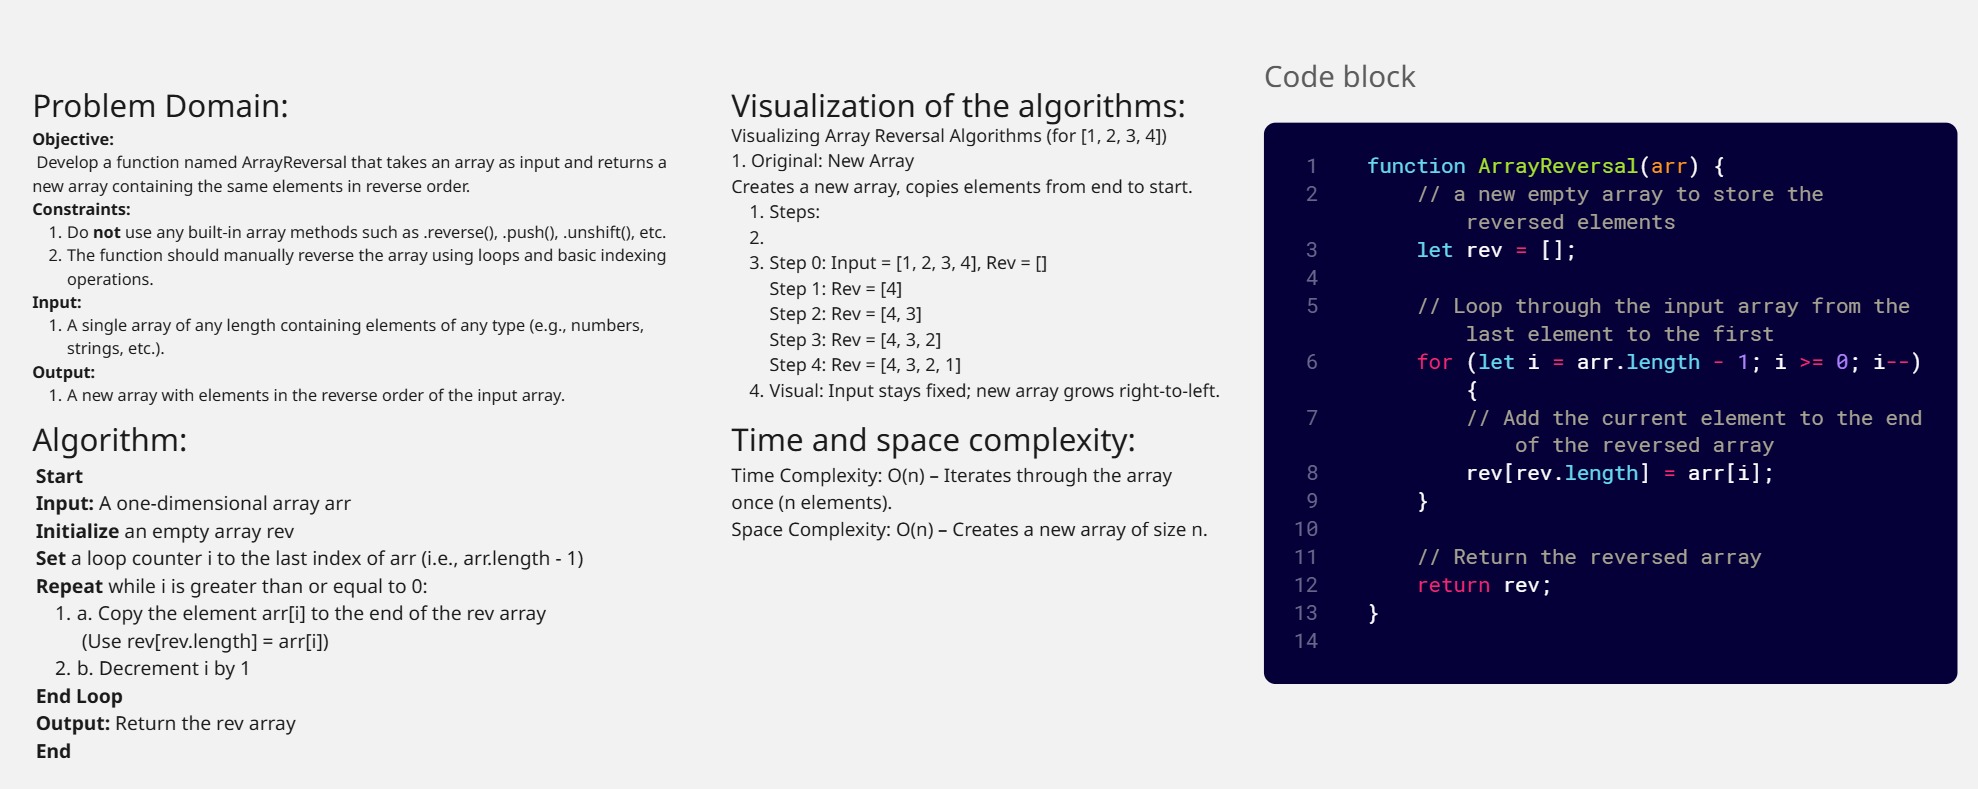 Problem Domain:
Objective:
Develop a function named ArrayReversal that takes an array as input and returns a
new array containing the same elements in reverse order.
Constraints:
1. Do not use any built-in array methods such as .reverse(), .push(), .unshift(), etc.
2. The function should manually reverse the array using loops and basic indexing
operations.
Input:
1. A single array of any length containing elements of any type (e.g., numbers,
strings, etc.).
Output:
1. A new array with elements in the reverse order of the input array.
Algorithm:
Start
Input: A one-dimensional array arr
Initialize an empty array rev
Set a loop counter i to the last index of arr (i.e., arr.length - 1)
Repeat while i is greater than or equal to 0:
1. a. Copy the element arr[i] to the end of the rev array
(Use rev[rev.length] = arr[i])
2. b. Decrement i by 1
End Loop
Output: Return the rev array
End
Visualization of the algorithms:
Visualizing Array Reversal Algorithms (for [1, 2, 3, 4])
1. Original: New Array
Creates a new array, copies elements from end to start.
1. Steps:
2.
3. Step 0: Input = [1, 2, 3, 4], Rev = []
Step 1: Rev = [4]
Step 2: Rev = [4, 3]
Step 3: Rev = [4, 3, 2]
Step 4: Rev = [4, 3, 2, 1]
4. Visual: Input stays fixed; new array grows right-to-left.
Time and space complexity:
Time Complexity: O(n) – Iterates through the array
once (n elements).
Space Complexity: O(n) – Creates a new array of size n.
Code block
1 function ArrayReversal(arr) {
2 // a new empty array to store the
reversed elements
3 let rev = [];
4
5 // Loop through the input array from the
last element to the first
6 for (let i = arr.length - 1; i >= 0; i--)
{
7 // Add the current element to the end
of the reversed array
8 rev[rev.length] = arr[i];
9 }
10
11 // Return the reversed array
12 return rev;
13 }
14